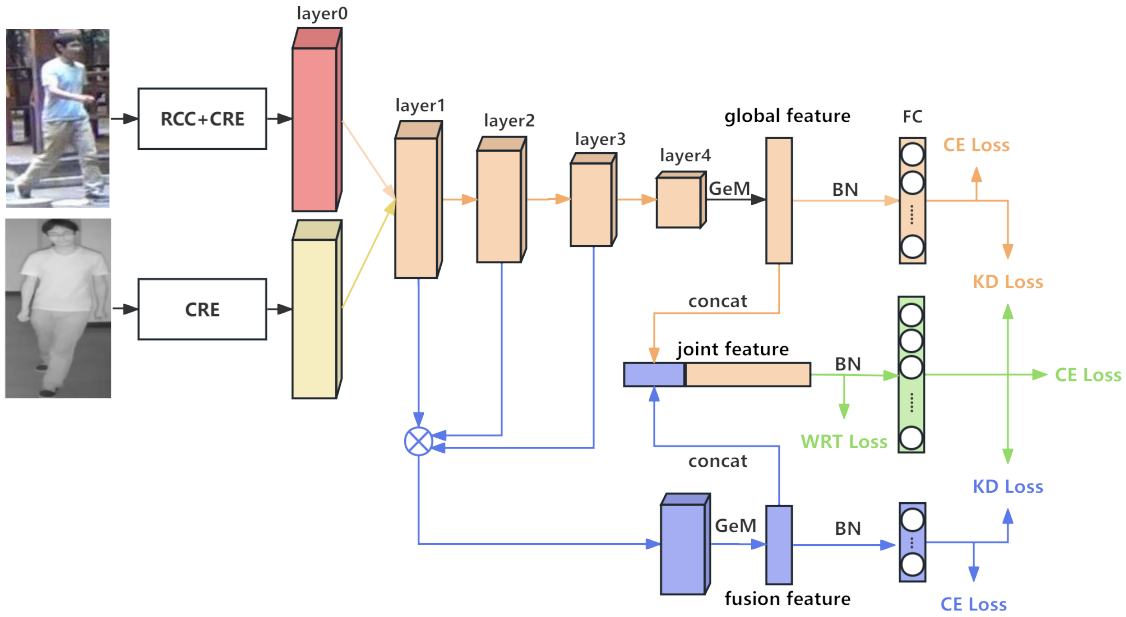 layer0
RCC+CRE
CRE
layer1
layer2
layer3
layer4
GeM
global feature
BN
FC
CE Loss
KD Loss
concat
joint feature
BN
WRT Loss
CE Loss
concat
KD Loss
GeM
BN
fusion feature
CE Loss